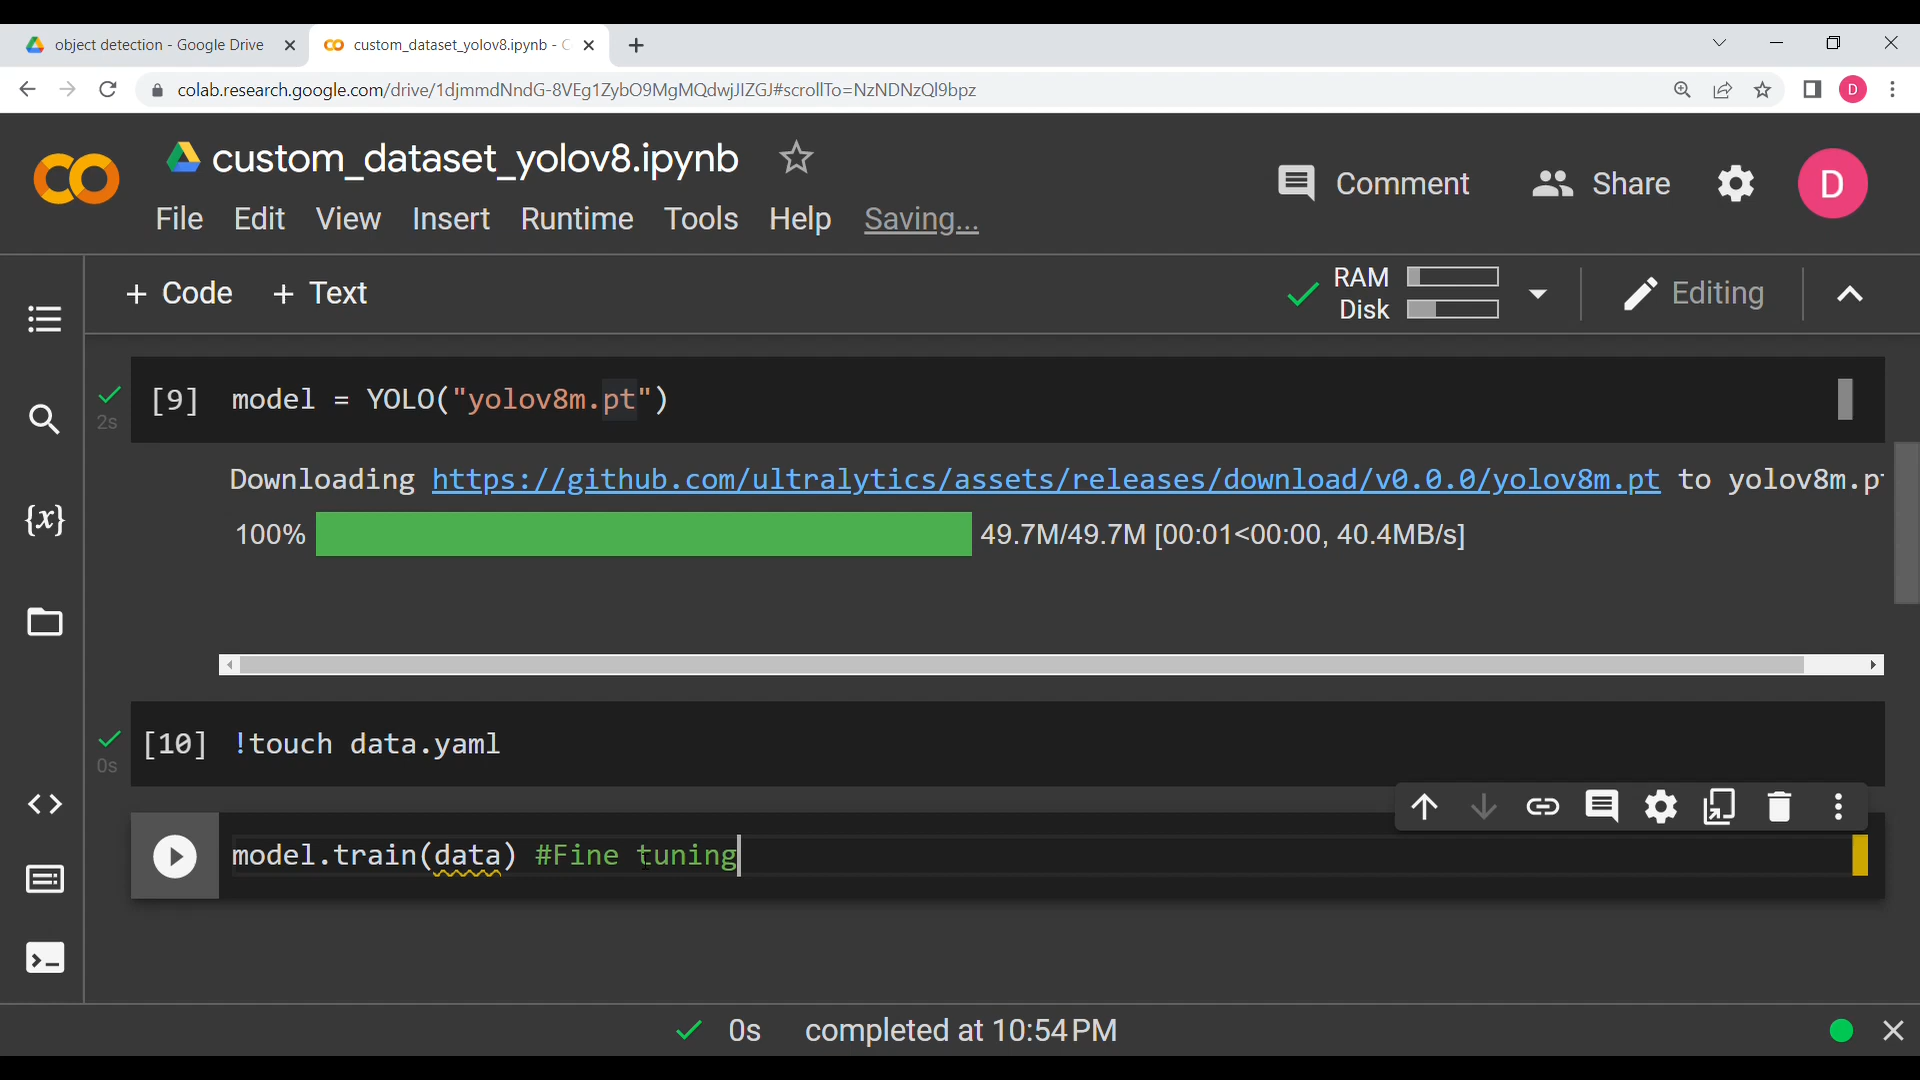 object detection - Google Drive
custom_dataset_yolov8.ipynb - C
colab.research.google.com/drive/1djmmdNndG-8VEg1ZybO9MgMQdwjJIZGJ#scrollTo=NzNDNzQl9bpz
D
custom_dataset_yolov8.ipynb
Comment
Share
D
File Edit View Insert Runtime Tools Help Saving...
+ Code + Text
RAM
Disk
Editing
[9] model = YOLO("yolov8m.pt")
2s
Downloading https://github.com/ultralytics/assets/releases/download/v0.0.0/yolov8m.pt to yolov8m.p
100% 49.7M/49.7M [00:01<00:00, 40.4MB/s]
{x}
[10] !touch data.yaml
0s
model.train(data) #Fine tuning
0s completed at 10:54 PM